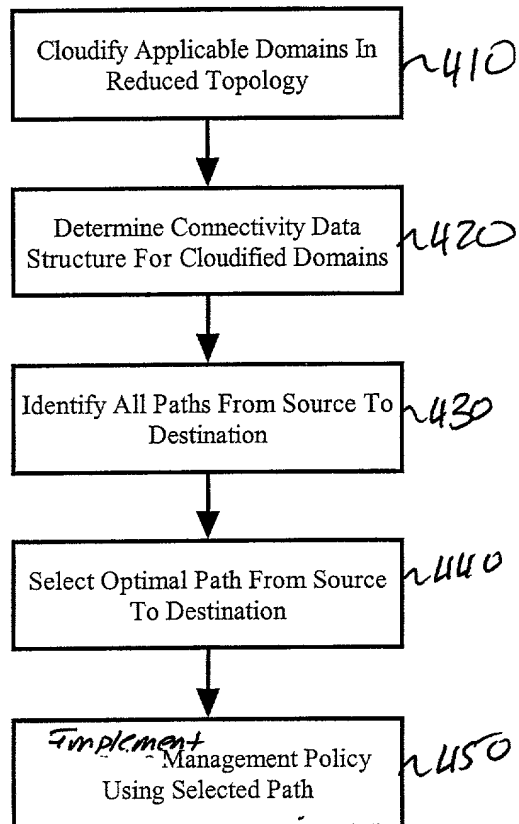 Cloudify Applicable Domains In
Reduced Topology
410
Determine Connectivity Data
Structure For Cloudified Domains
420
Identify All Paths From Source To
Destination
430
Select Optimal Path From Source
To Destination
440
Implement
Management Policy
Using Selected Path
450